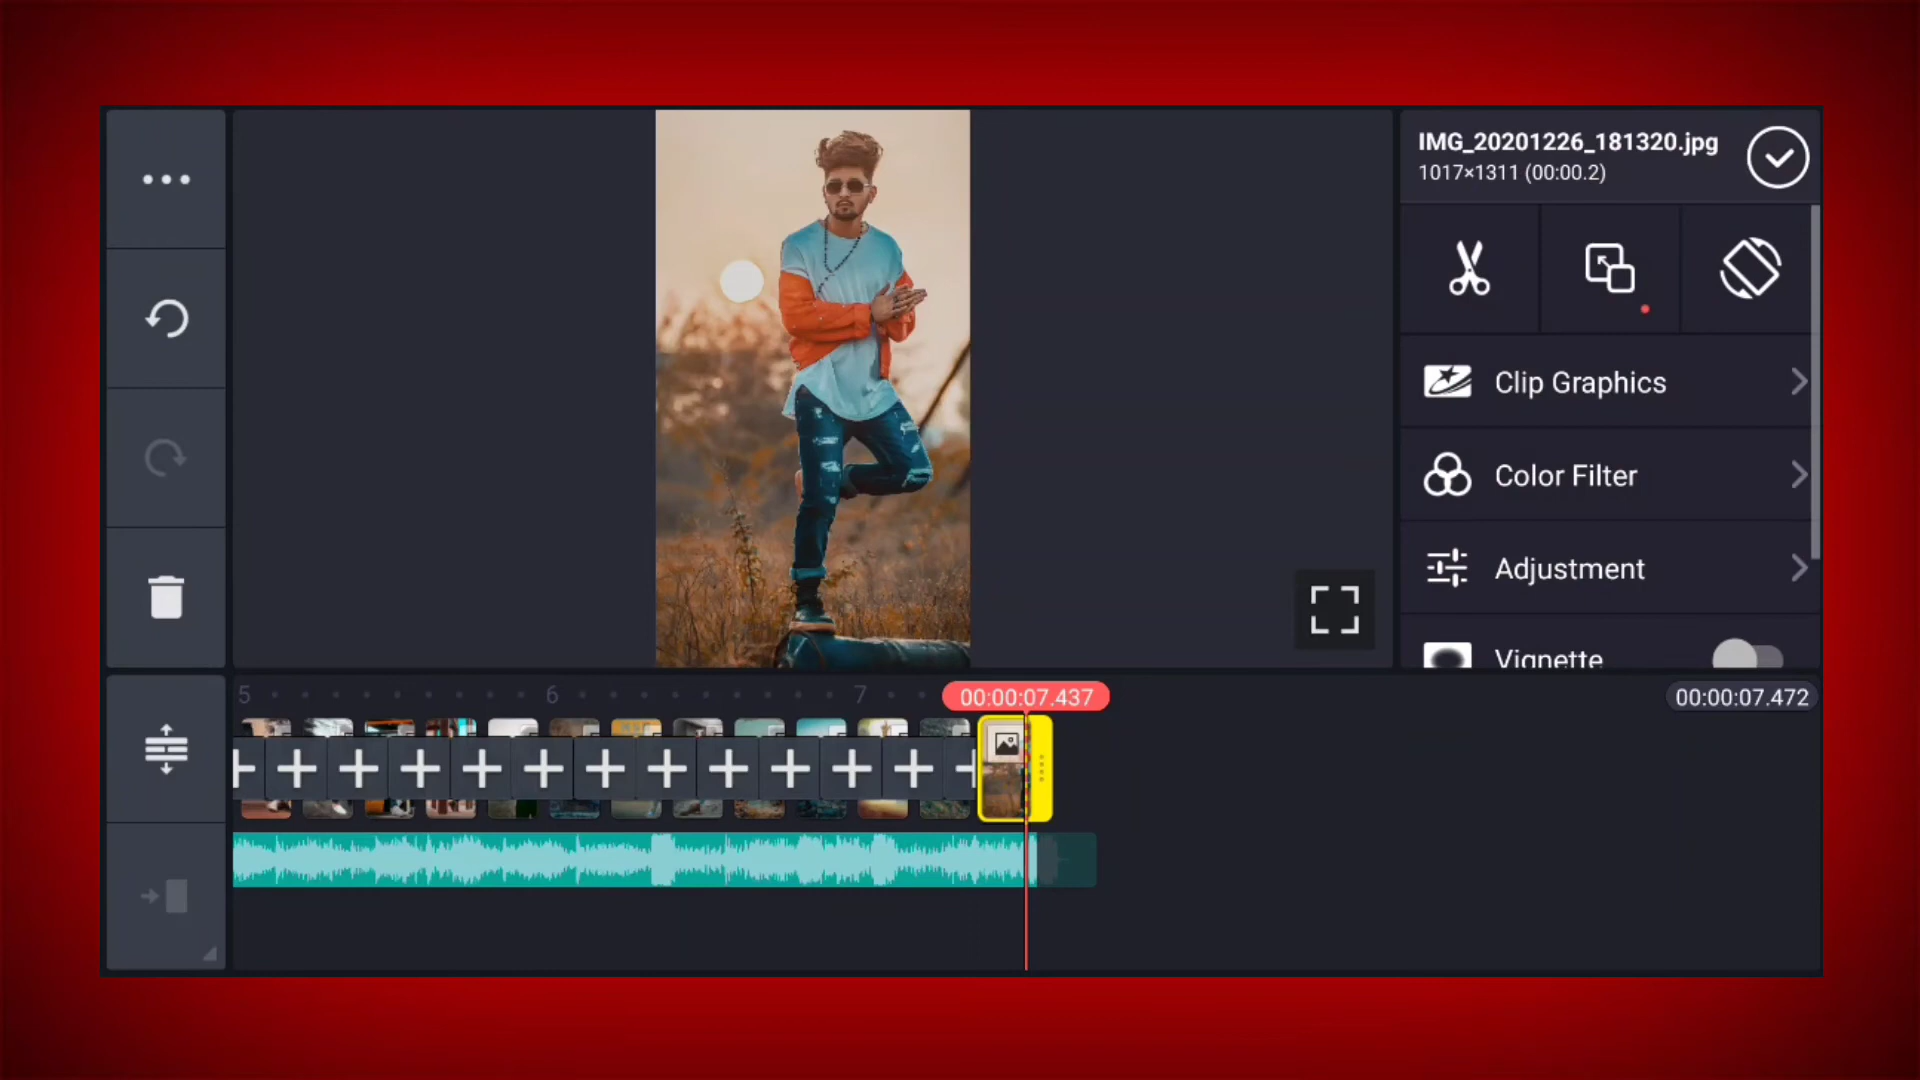 IMG_20201226_181320.jpg
1017×1311 (00:00.2)
Clip Graphics
Color Filter
Adjustment
Vignette
5
6
7
00:00:07.437
00:00:07.472